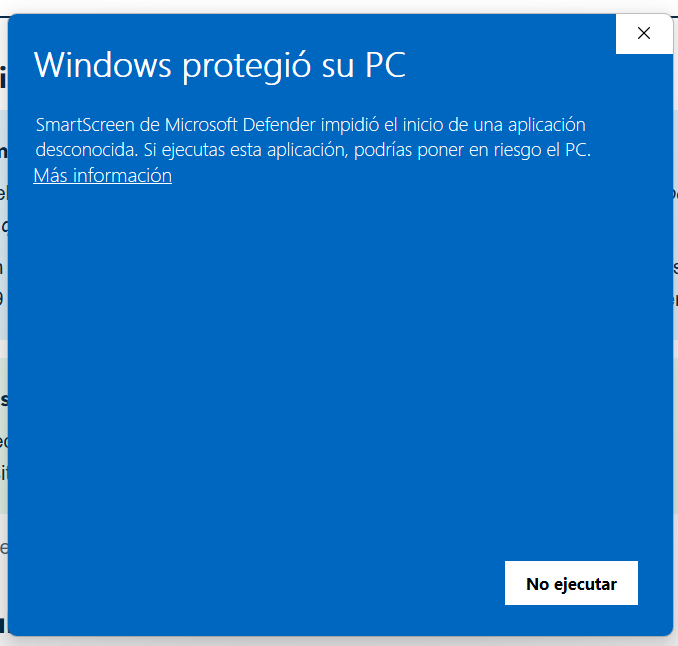 Windows protegió su PC
SmartScreen de Microsoft Defender impidió el inicio de una aplicación
desconocida. Si ejecutas esta aplicación, podrías poner en riesgo el PC.
Más información
No ejecutar